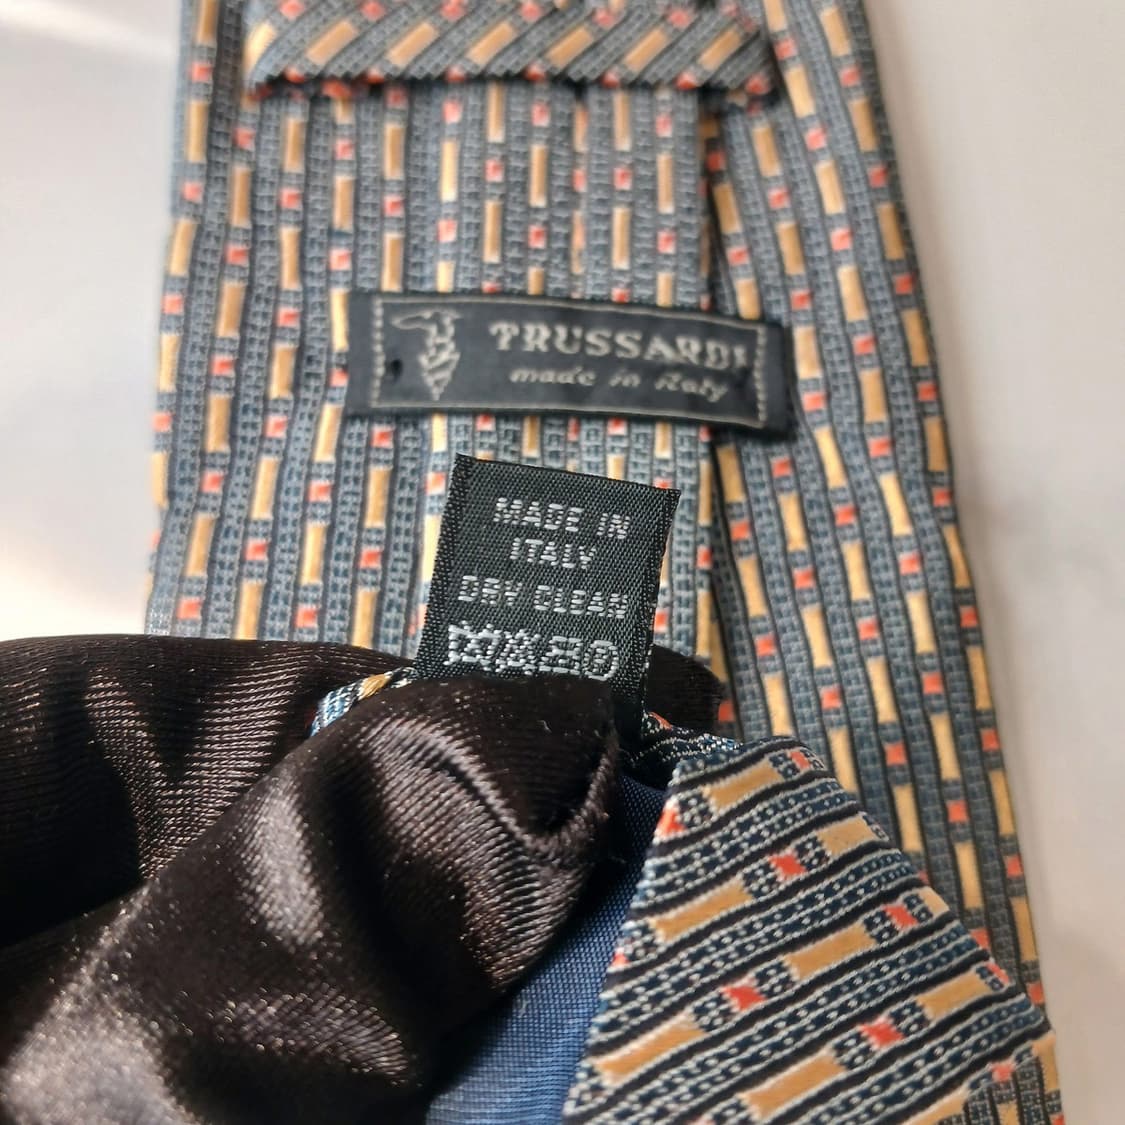 TRUSSARDI
made in italy
MADE IN
ITALY
DRY CLEAN
P